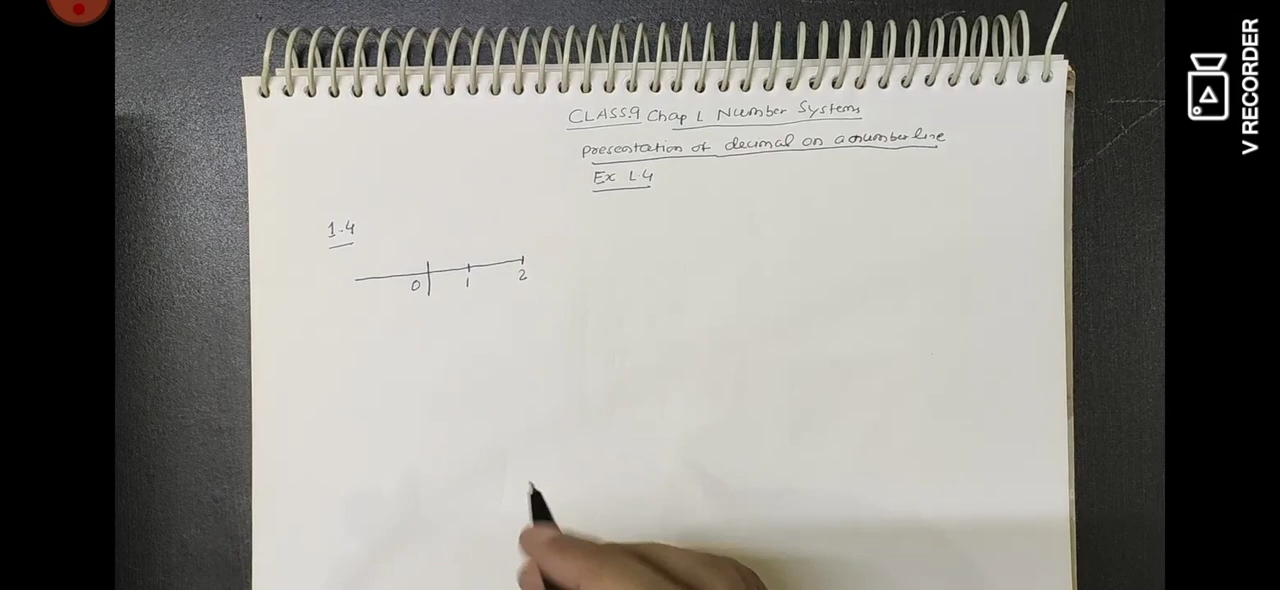 CLASS.9 Chap 1 Number Systems
presentation of decimal on a number line
Ex 1.4
1.4
0 1 2
V RECORDER